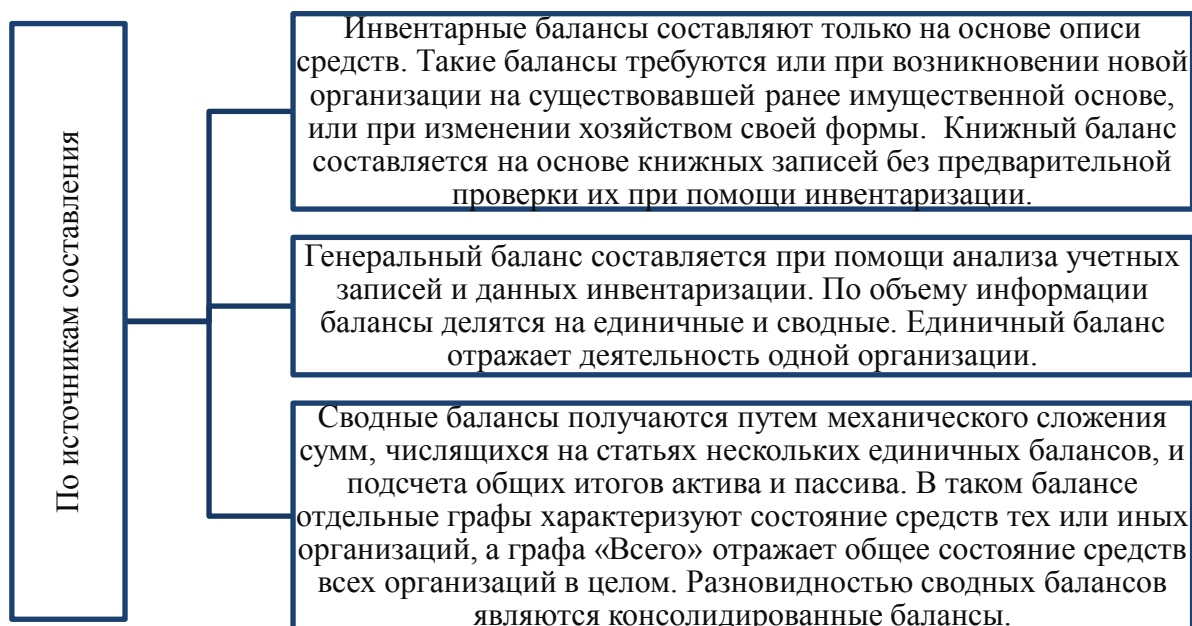 По источникам составления
Инвентарные балансы составляют только на основе описи
средств. Такие балансы требуются или при возникновении новой
организации на существовавшей ранее имущественной основе,
или при изменении хозяйством своей формы.  Книжный баланс
составляется на основе книжных записей без предварительной
проверки их при помощи инвентаризации.
Генеральный баланс составляется при помощи анализа учетных
записей и данных инвентаризации. По объему информации
балансы делятся на единичные и сводные. Единичный баланс
отражает деятельность одной организации.
Сводные балансы получаются путем механического сложения
сумм, числящихся на статьях нескольких единичных балансов, и
подсчета общих итогов актива и пассива. В таком балансе
отдельные графы характеризуют состояние средств тех или иных
организаций, а графа «Всего» отражает общее состояние средств
всех организаций в целом. Разновидностью сводных балансов
являются консолидированные балансы.